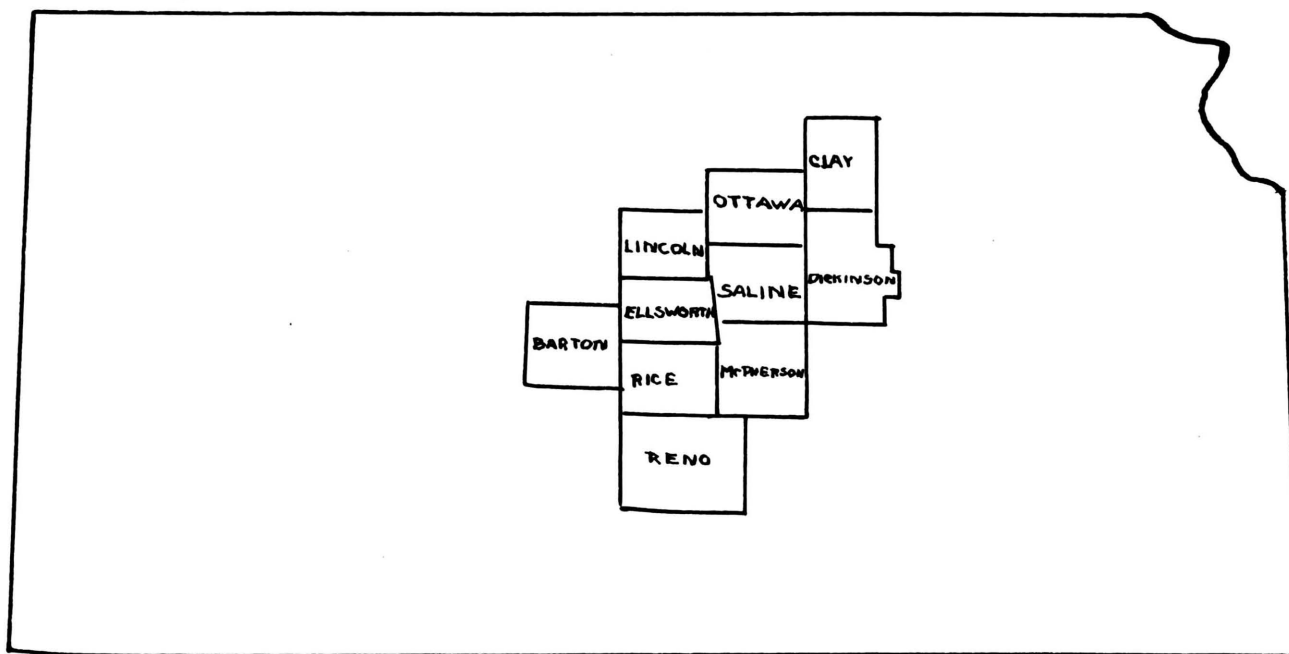 CLAY
OTTAWA
LINCOLN
DICKINSON
SALINE
ELLSWORTH
BARTON
RICE
McPHERSON
RENO